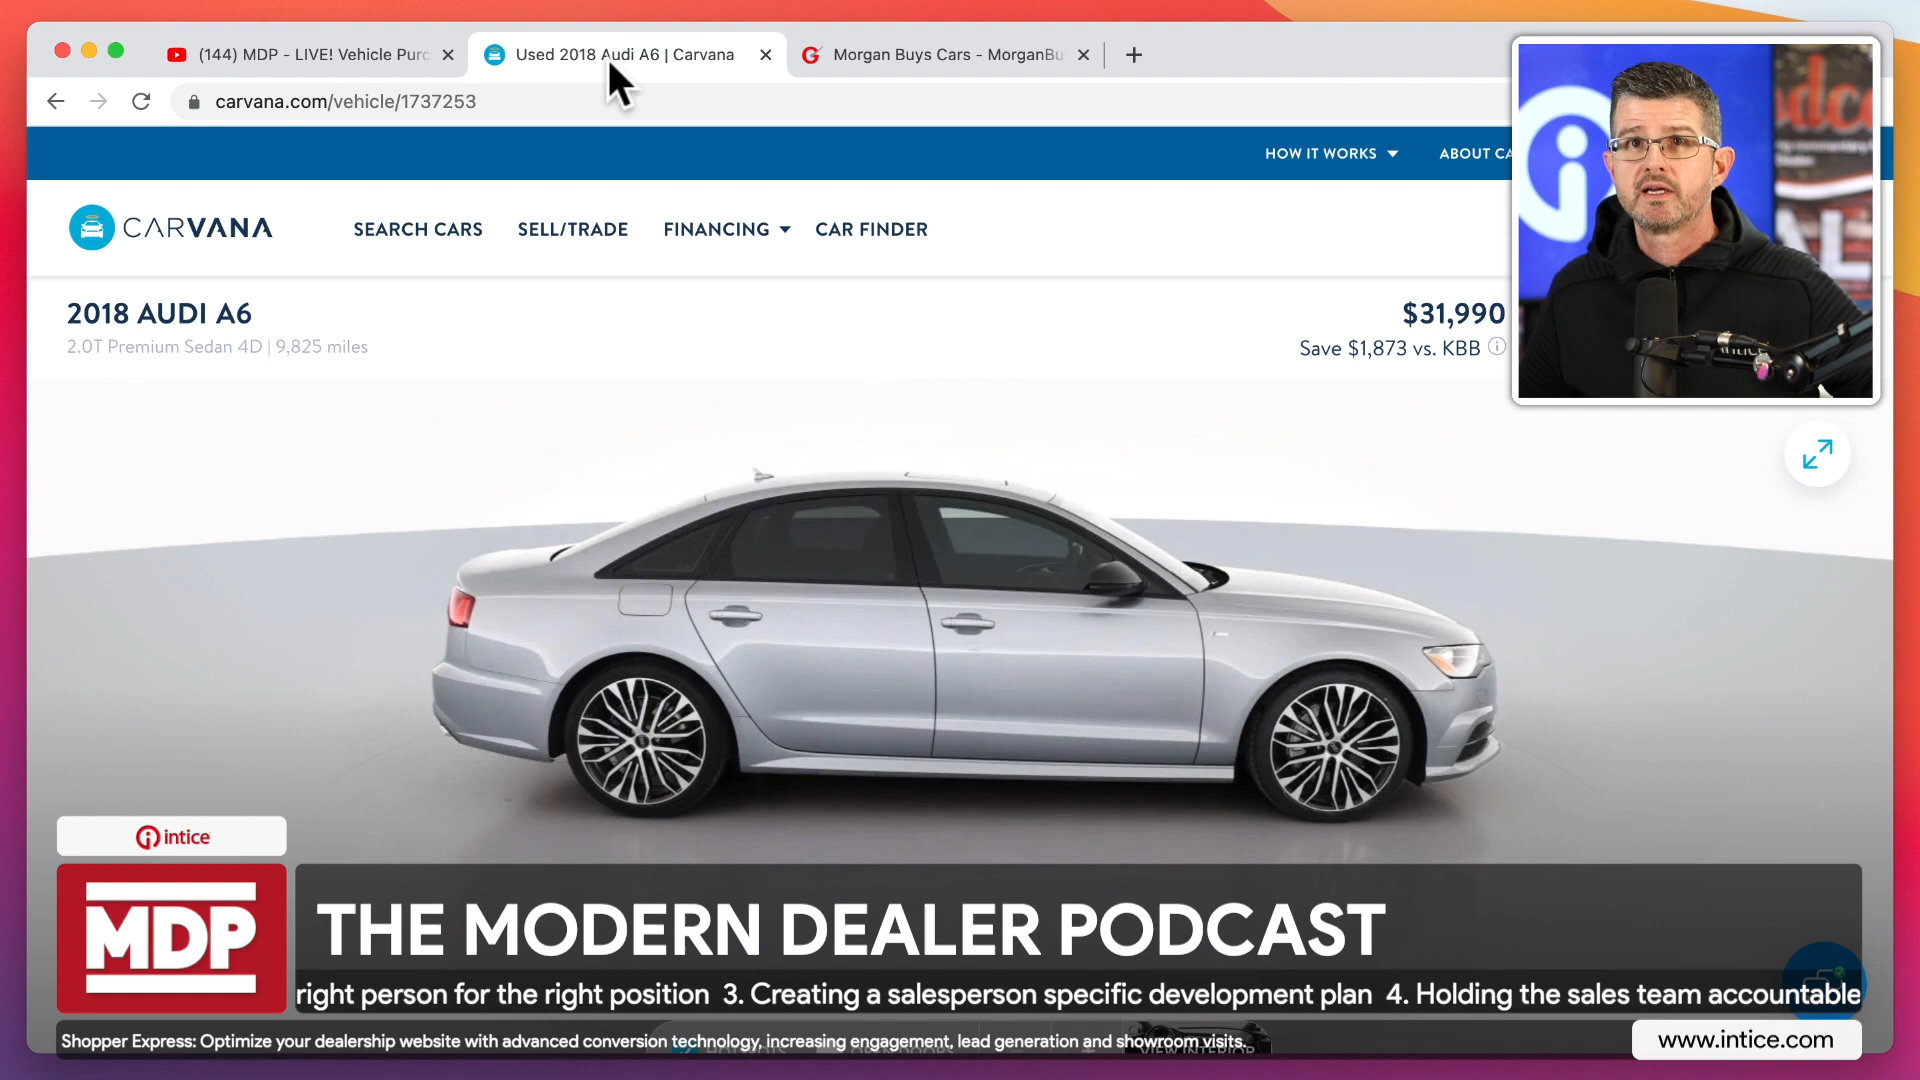 (144) MDP - LIVE! Vehicle Purc
Used 2018 Audi A6 | Carvana
Morgan Buys Cars - MorganBu
carvana.com/vehicle/1737253
HOW IT WORKS
ABOUT CA
CARVANA
SEARCH CARS
SELL/TRADE
FINANCING
CAR FINDER
2018 AUDI A6
$31,990
2.0T Premium Sedan 4D | 9,825 miles
Save $1,873 vs. KBB
intice
MDP
THE MODERN DEALER PODCAST
right person for the right position 3. Creating a salesperson specific development plan 4. Holding the sales team accountable
Shopper Express: Optimize your dealership website with advanced conversion technology, increasing engagement, lead generation and showroom visits.
VIEW INTERIOR
www.intice.com